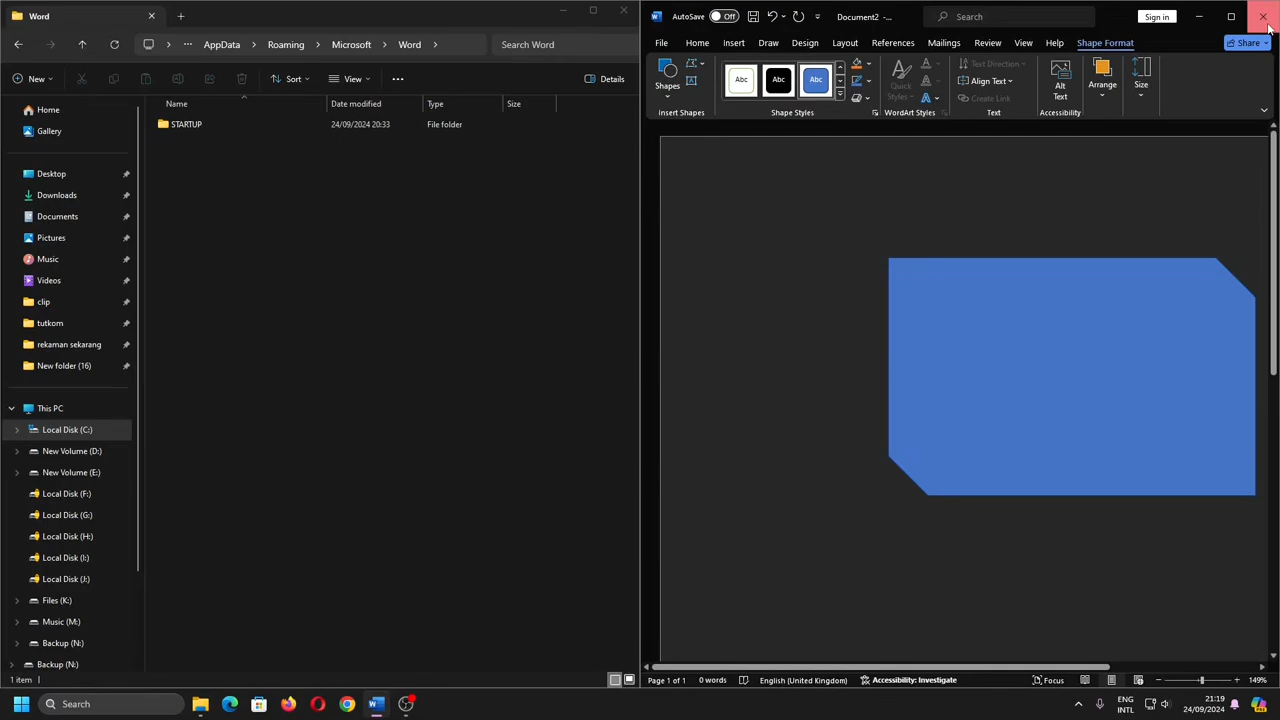 Word
AppData > Roaming > Microsoft > Word >
Search Word
New
Sort
View
Details
Name
Date modified
Type
Size
STARTUP
24/09/2024 20:33
File folder
Home
Gallery
Desktop
Downloads
Documents
Pictures
Music
Videos
clip
tutkom
rekaman sekarang
New folder (16)
This PC
Local Disk (C:)
New Volume (D:)
New Volume (E:)
Local Disk (F:)
Local Disk (G:)
Local Disk (H:)
Local Disk (I:)
Local Disk (J:)
Files (K:)
Music (M:)
Backup (N:)
Backup (N:)
1 item
AutoSave Off
Document2 -...
Search
Sign in
File Home Insert Draw Design Layout References Mailings Review View Help Shape Format
Share
Shapes
Insert Shapes
Abc Abc Abc
Shape Styles
Quick Styles
WordArt Styles
Text Direction
Align Text
Create Link
Text
Alt Text
Accessibility
Arrange
Size
Page 1 of 1
0 words
English (United Kingdom)
Accessibility: Investigate
Focus
149%
Search
ENG
INTL
21:19
24/09/2024